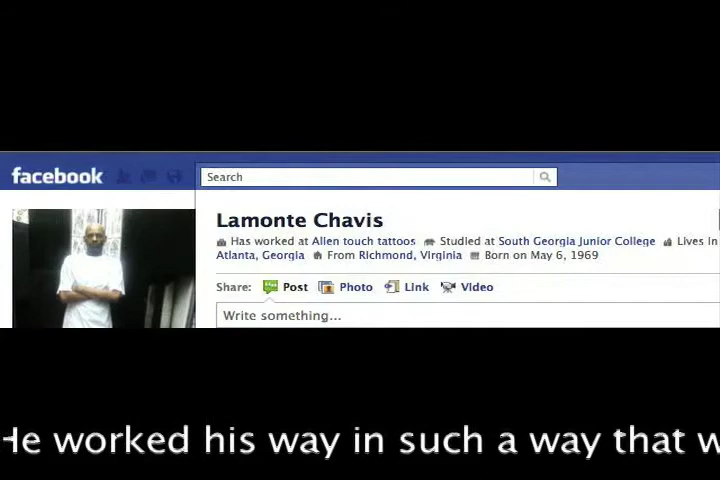 facebook
Search
Lamonte Chavis
Has worked at Allen touch tattoos Studied at South Georgia Junior College Lives in
Atlanta, Georgia From Richmond, Virginia Born on May 6, 1969
Share: Post Photo Link Video
Write something...
He worked his way in such a way that w